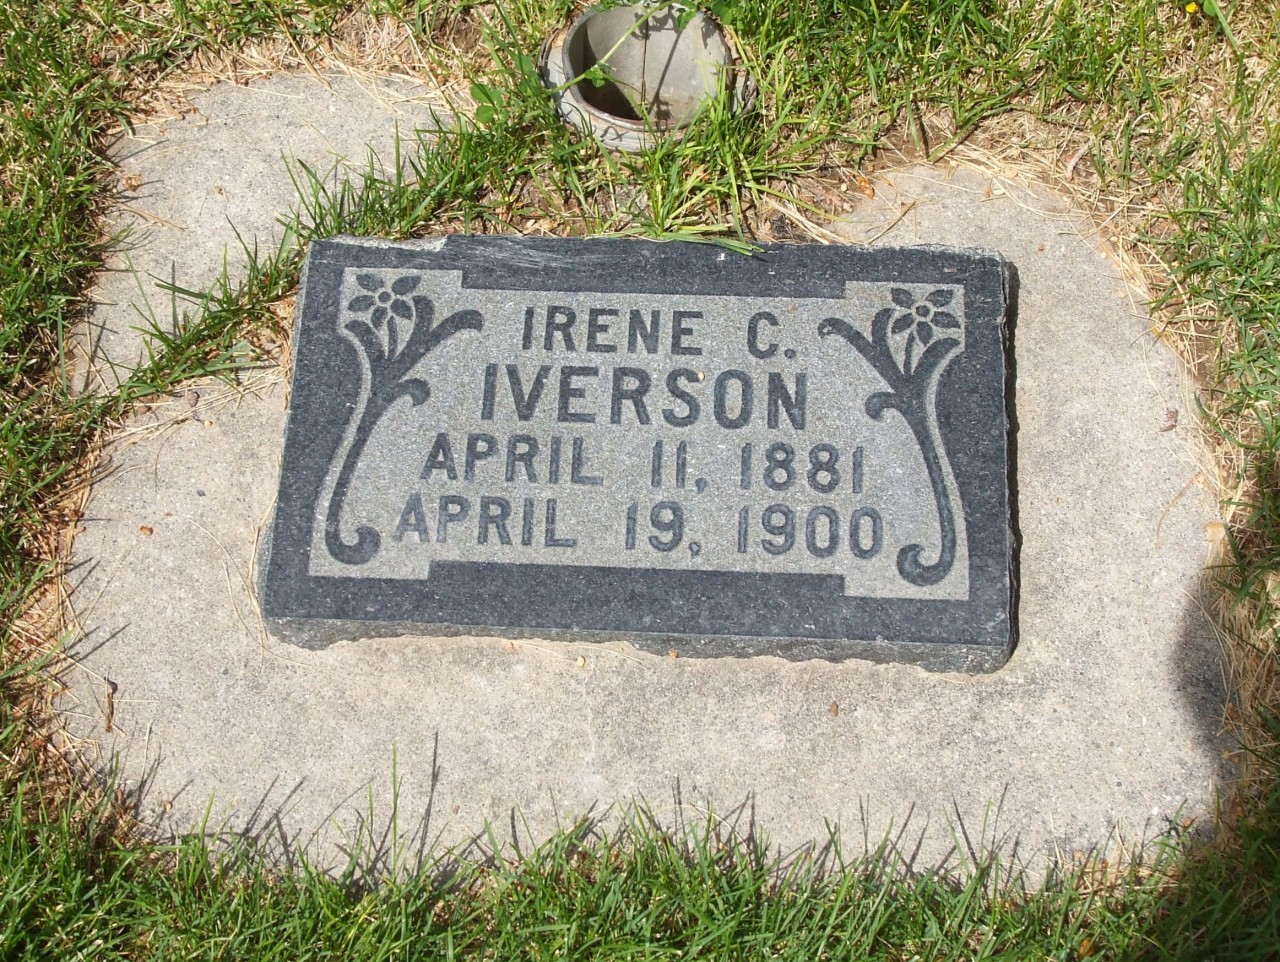 IRENE C.
IVERSON
APRIL 11, 1881
APRIL 19, 1900